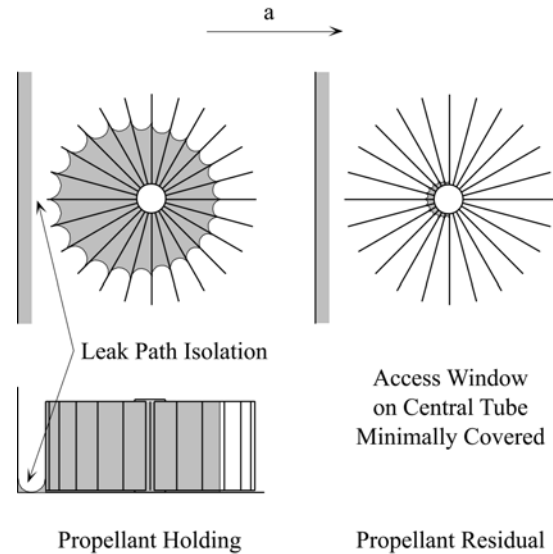 a
Leak Path Isolation
Access Window
on Central Tube
Minimally Covered
Propellant Holding
Propellant Residual